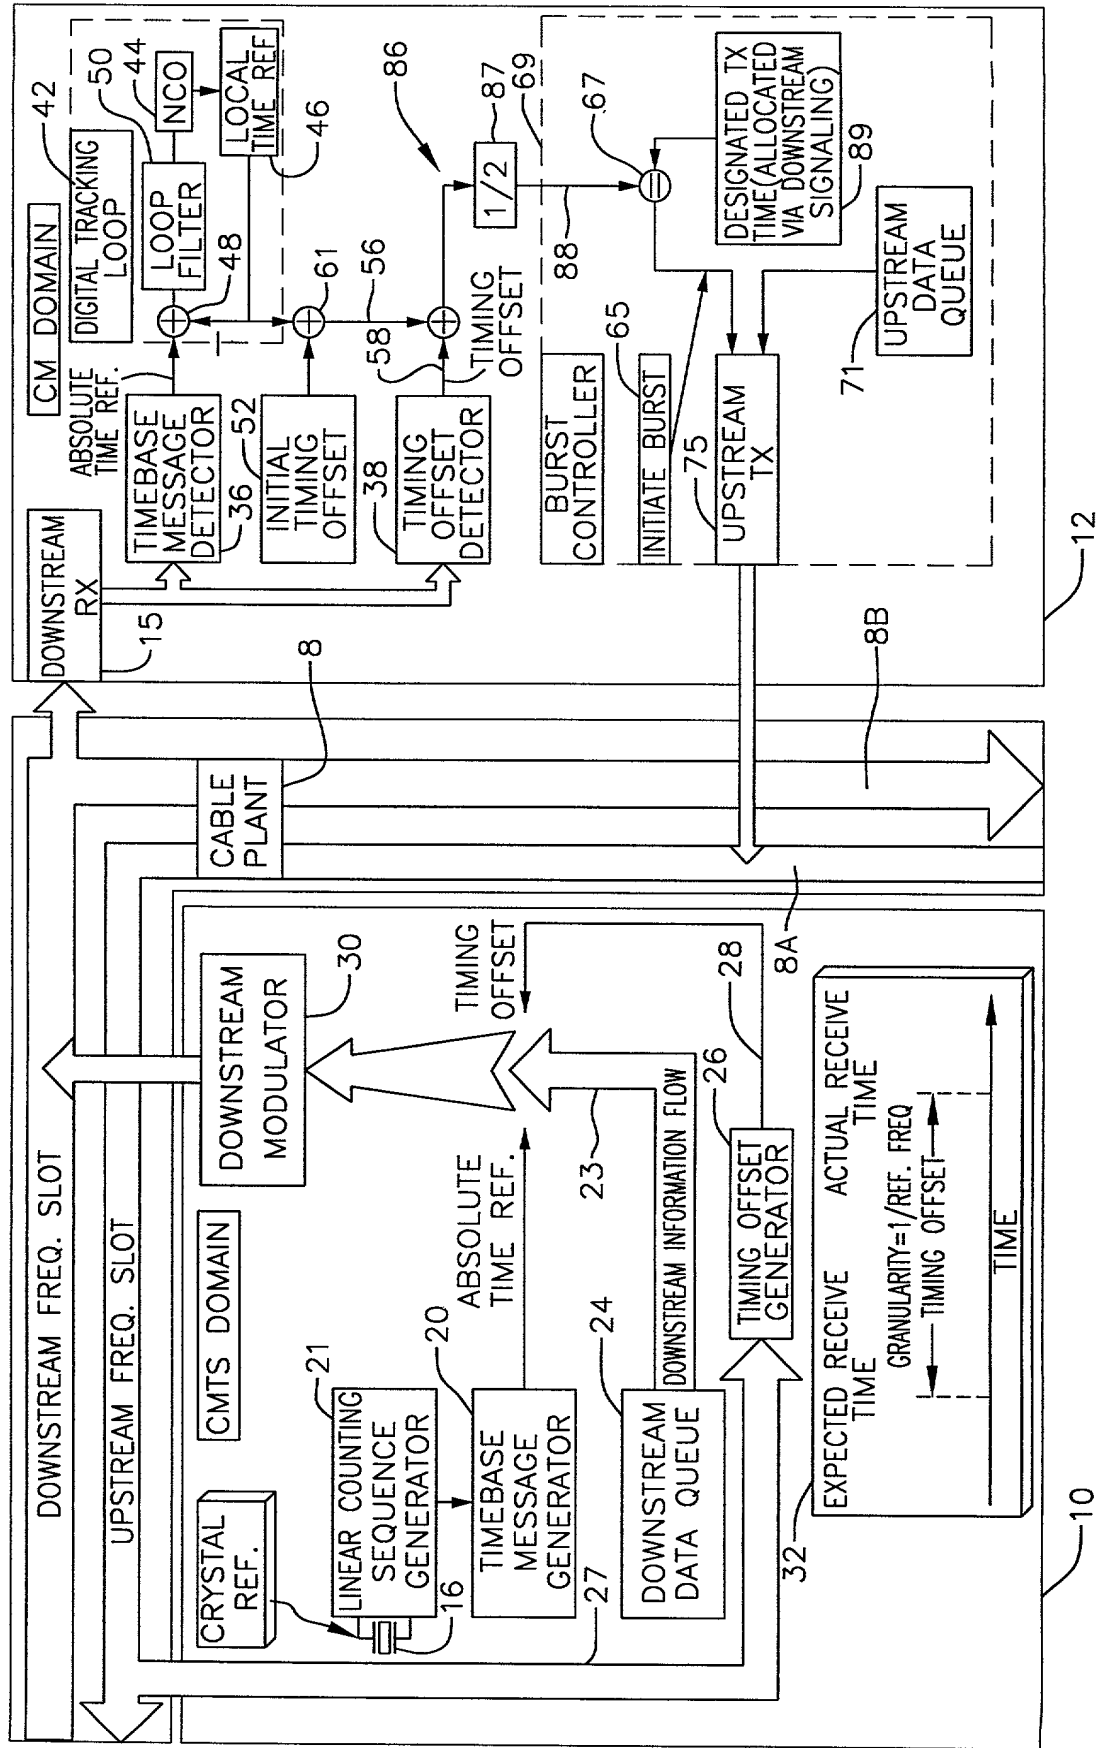 DOWNSTREAM FREQ. SLOT
UPSTREAM FREQ. SLOT
CRYSTAL
REF.
CMTS DOMAIN
DOWNSTREAM
MODULATOR
30
LINEAR COUNTING
SEQUENCE
GENERATOR
21
16
TIMEBASE
MESSAGE
GENERATOR
20
ABSOLUTE
TIME REF.
TIMING
OFFSET
DOWNSTREAM
DATA QUEUE
24
23
DOWNSTREAM INFORMATION FLOW
27
TIMING OFFSET
GENERATOR
26
28
32
EXPECTED RECEIVE
TIME
ACTUAL RECEIVE
TIME
GRANULARITY=1/REF. FREQ
TIMING OFFSET
TIME
10
CABLE
PLANT
8
8A
8B
DOWNSTREAM
RX
15
CM DOMAIN
ABSOLUTE
TIME REF.
DIGITAL TRACKING
LOOP
42
TIMEBASE
MESSAGE
DETECTOR
36
LOOP
FILTER
50
48
NCO
44
LOCAL
TIME REF
46
INITIAL
TIMING
OFFSET
52
61
56
TIMING
OFFSET
DETECTOR
38
58
TIMING
OFFSET
86
1/2
87
88
69
BURST
CONTROLLER
INITIATE BURST
65
67
UPSTREAM
TX
75
DESIGNATED TX
TIME(ALLOCATED
VIA DOWNSTREAM
SIGNALING)
89
UPSTREAM
DATA
QUEUE
71
12